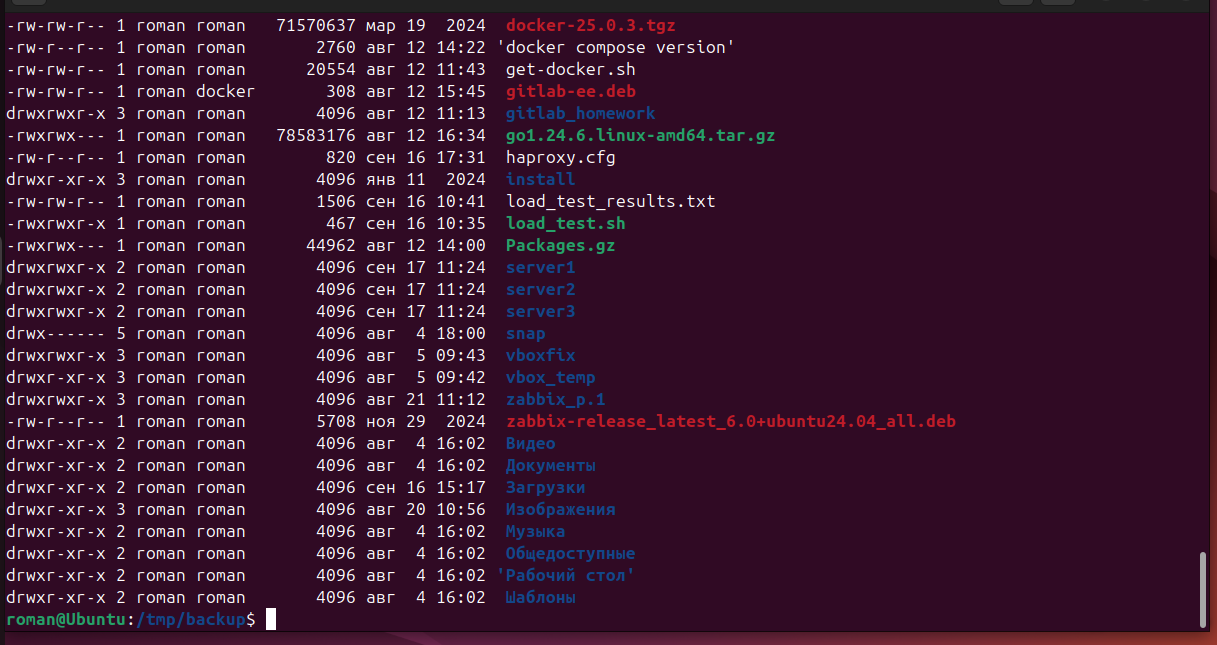 -rw-rw-r-- 1 roman roman   71570637 мар 19  2024  docker-25.0.3.tgz
-rw-r--r-- 1 roman roman       2760 авг 12 14:22 'docker compose version'
-rw-rw-r-- 1 roman roman      20554 авг 12 11:43  get-docker.sh
-rw-rw-r-- 1 roman docker       308 авг 12 15:45  gitlab-ee.deb
drwxrwxr-x 3 roman roman       4096 авг 12 11:13  gitlab_homework
-rwxrwx--- 1 roman roman   78583176 авг 12 16:34  go1.24.6.linux-amd64.tar.gz
-rw-r--r-- 1 roman roman        820 сен 16 17:31  haproxy.cfg
drwxr-xr-x 3 roman roman       4096 янв 11  2024  install
-rw-rw-r-- 1 roman roman       1506 сен 16 10:41  load_test_results.txt
-rwxrwxr-x 1 roman roman        467 сен 16 10:35  load_test.sh
-rwxrwx--- 1 roman roman      44962 авг 12 14:00  Packages.gz
drwxrwxr-x 2 roman roman       4096 сен 17 11:24  server1
drwxrwxr-x 2 roman roman       4096 сен 17 11:24  server2
drwxrwxr-x 2 roman roman       4096 сен 17 11:24  server3
drwx------ 5 roman roman       4096 авг  4 18:00  snap
drwxrwxr-x 3 roman roman       4096 авг  5 09:43  vboxfix
drwxr-xr-x 3 roman roman       4096 авг  5 09:42  vbox_temp
drwxrwxr-x 3 roman roman       4096 авг 21 11:12  zabbix_p.1
-rw-r--r-- 1 roman roman       5708 ноя 29  2024  zabbix-release_latest_6.0+ubuntu24.04_all.deb
drwxr-xr-x 2 roman roman       4096 авг  4 16:02  Видео
drwxr-xr-x 2 roman roman       4096 авг  4 16:02  Документы
drwxr-xr-x 2 roman roman       4096 сен 16 15:17  Загрузки
drwxr-xr-x 3 roman roman       4096 авг 20 10:56  Изображения
drwxr-xr-x 2 roman roman       4096 авг  4 16:02  Музыка
drwxr-xr-x 2 roman roman       4096 авг  4 16:02  Общедоступные
drwxr-xr-x 2 roman roman       4096 авг  4 16:02 'Рабочий стол'
drwxr-xr-x 2 roman roman       4096 авг  4 16:02  Шаблоны
roman@Ubuntu:/tmp/backup$